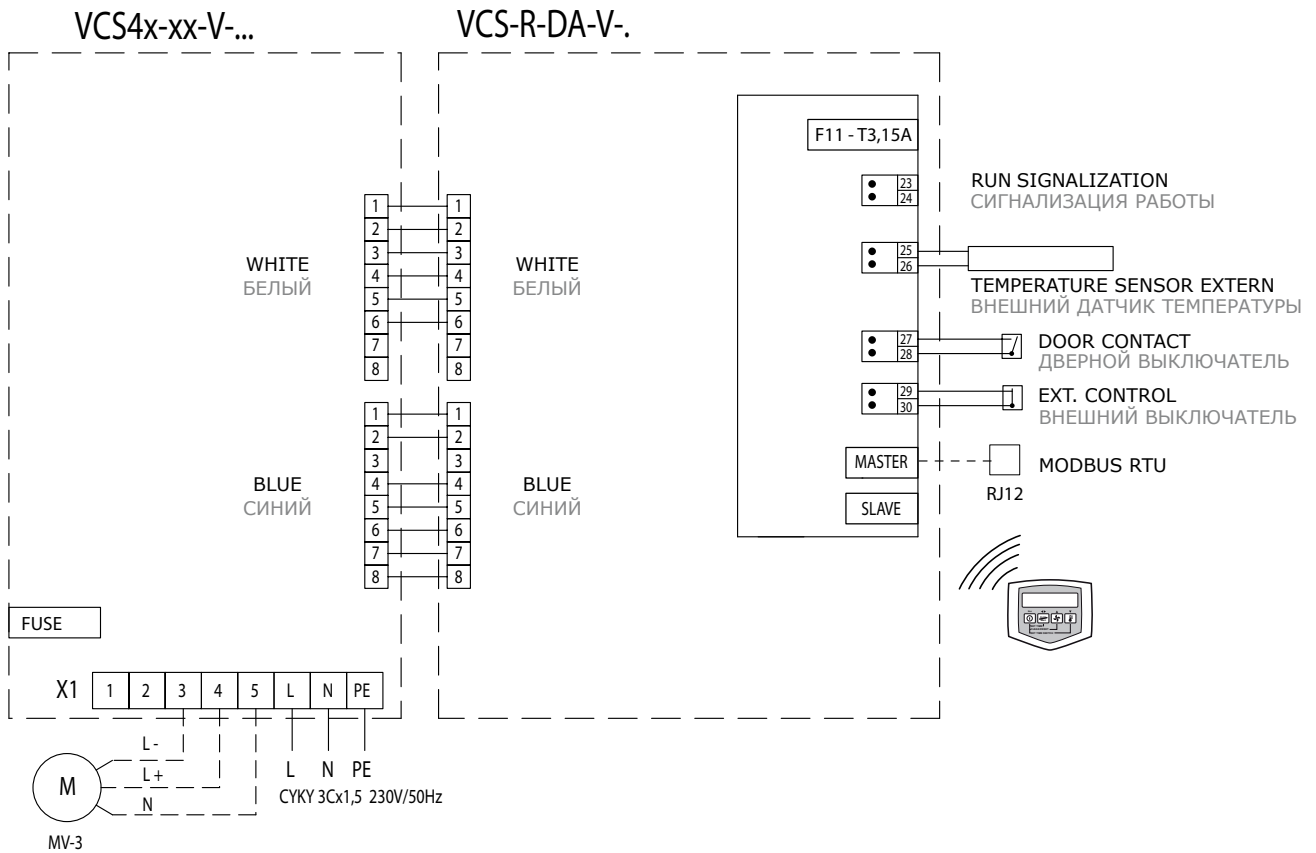 VCS4x-xx-V-...
VCS-R-DA-V-.
F11 - T3,15A
23
24
RUN SIGNALIZATION
СИГНАЛИЗАЦИЯ РАБОТЫ
25
26
TEMPERATURE SENSOR EXTERN
ВНЕШНИЙ ДАТЧИК ТЕМПЕРАТУРЫ
27
28
DOOR CONTACT
ДВЕРНОЙ ВЫКЛЮЧАТЕЛЬ
29
30
EXT. CONTROL
ВНЕШНИЙ ВЫКЛЮЧАТЕЛЬ
MASTER
MODBUS RTU
RJ12
SLAVE
WHITE
БЕЛЫЙ
1 1
2 2
3 3
4 4
5 5
6 6
7 7
8 8
WHITE
БЕЛЫЙ
BLUE
СИНИЙ
1 1
2 2
3 3
4 4
5 5
6 6
7 7
8 8
BLUE
СИНИЙ
FUSE
X1 1 2 3 4 5 L N PE
L -
L +
N
M
MV-3
L N PE
CYKY 3Cx1,5 230V/50Hz